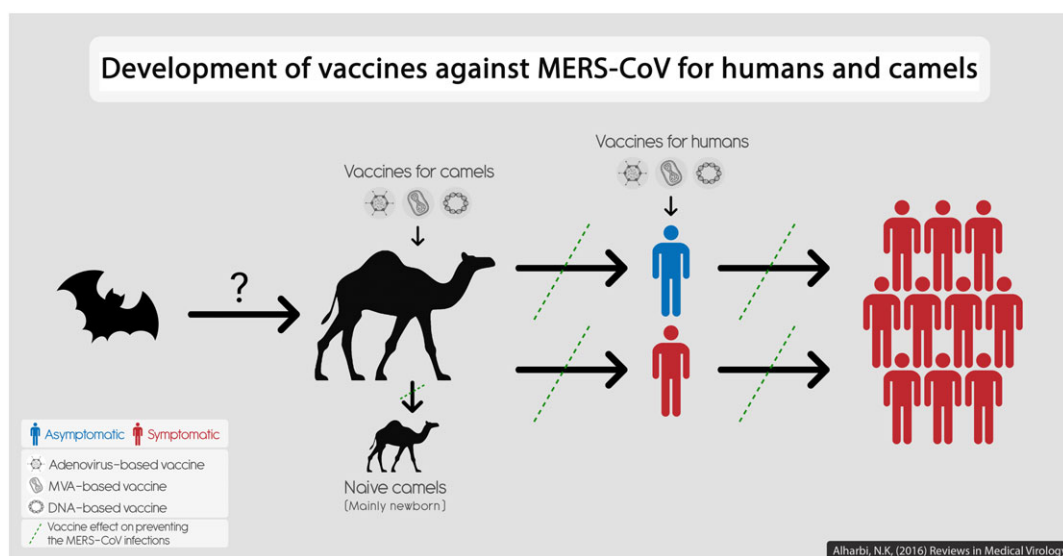 Development of vaccines against MERS-CoV for humans and camels
Vaccines for humans
Vaccines for camels
?
Naive camels
(Mainly newborn)
Asymptomatic Symptomatic
Adenovirus-based vaccine
MVA-based vaccine
DNA-based vaccine
Vaccine effect on preventing
the MERS-CoV infections
Alharbi, N.K, (2016) Reviews in Medical Virology